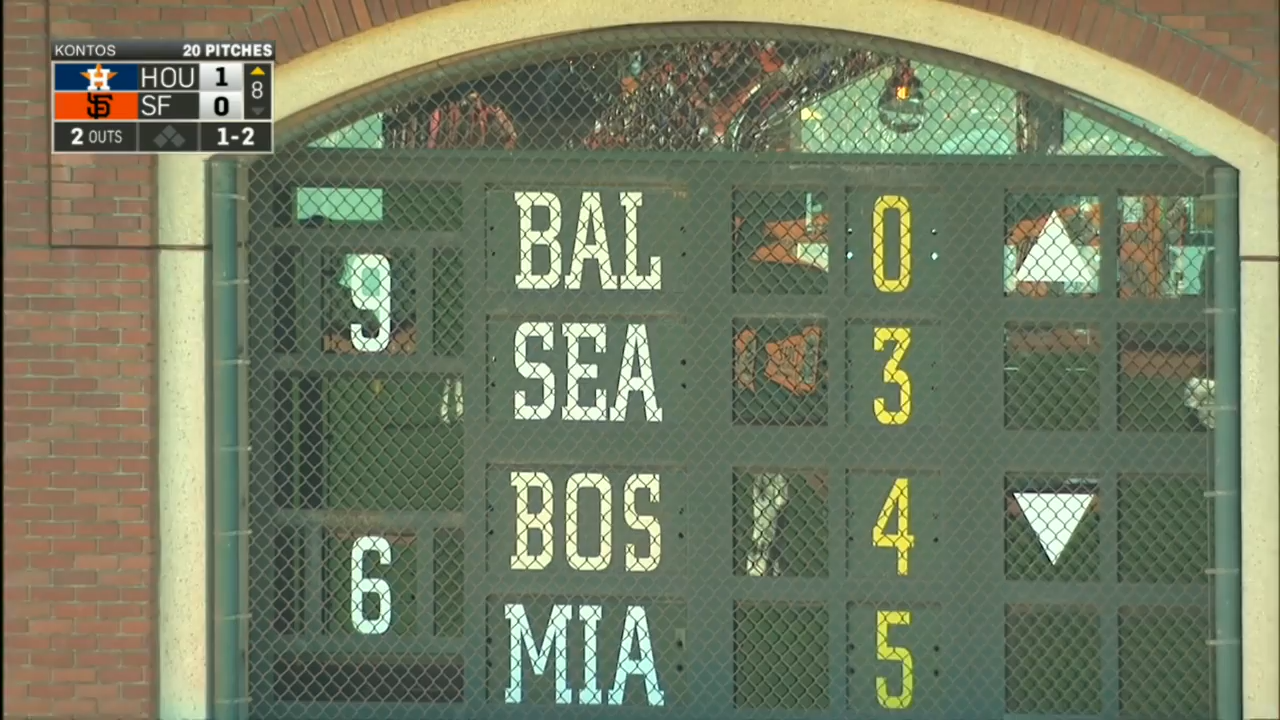 KONTOS 20 PITCHES
HOU 1
SF 0
8
2 OUTS 1-2
BAL 0
9
SEA 3
BOS 4
6
MIA 5